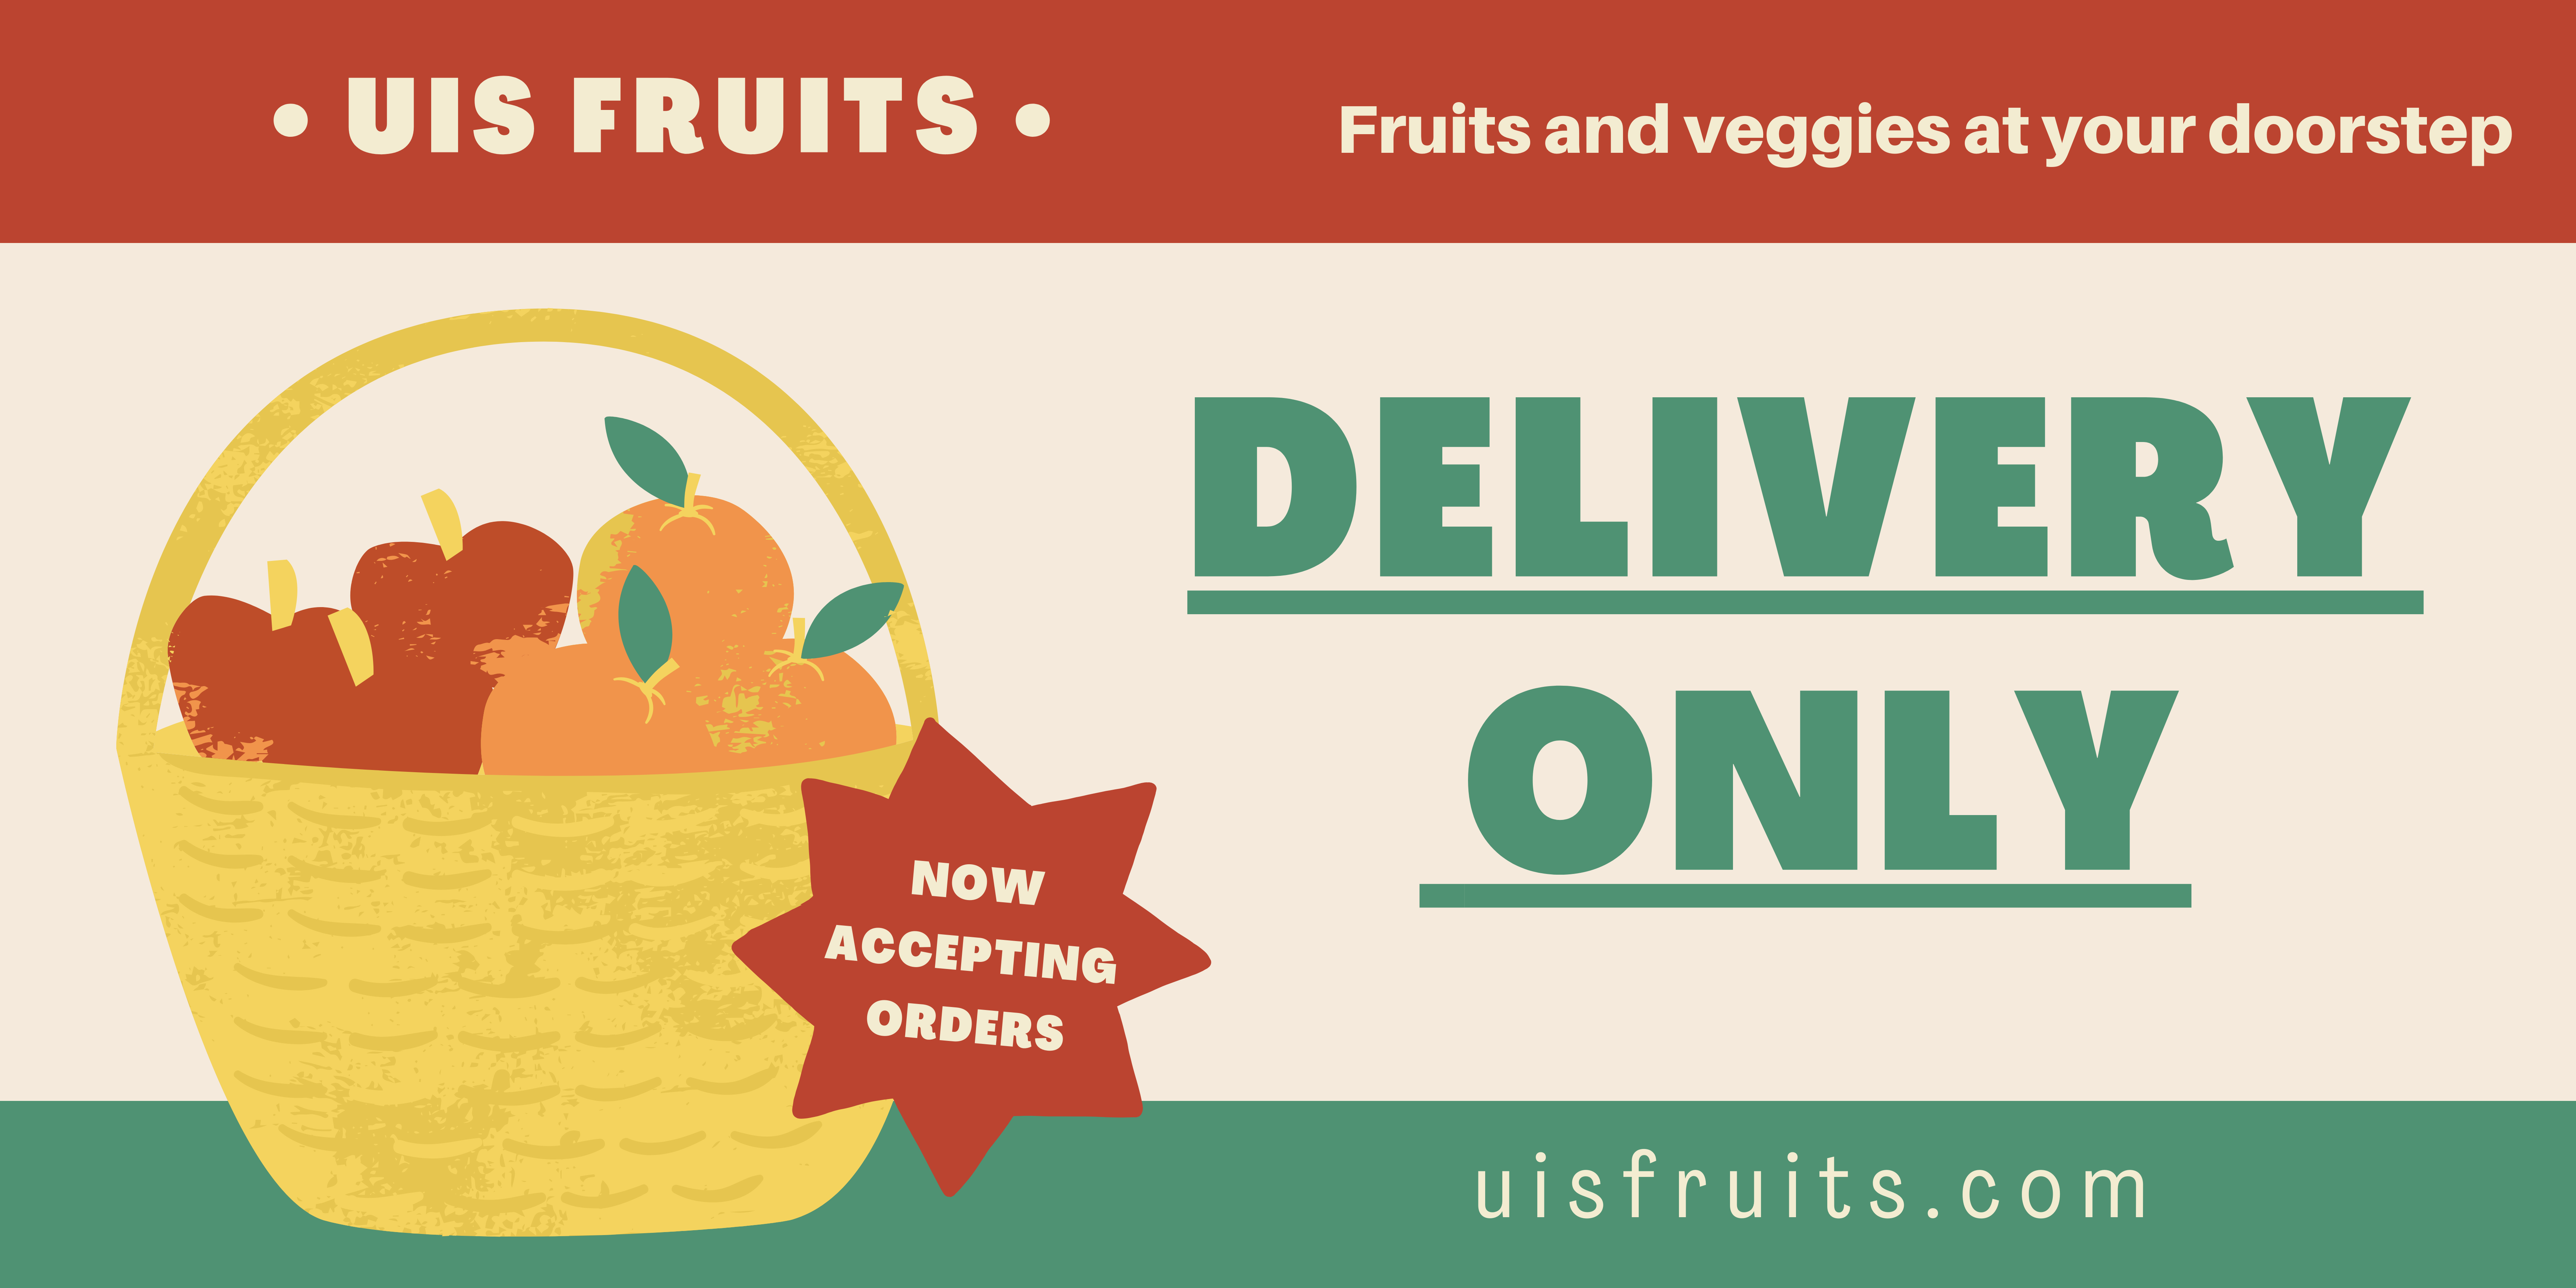 • UIS FRUITS •
Fruits and veggies at your doorstep
DELIVERY
ONLY
NOW
ACCEPTING
ORDERS
uisfruits.com